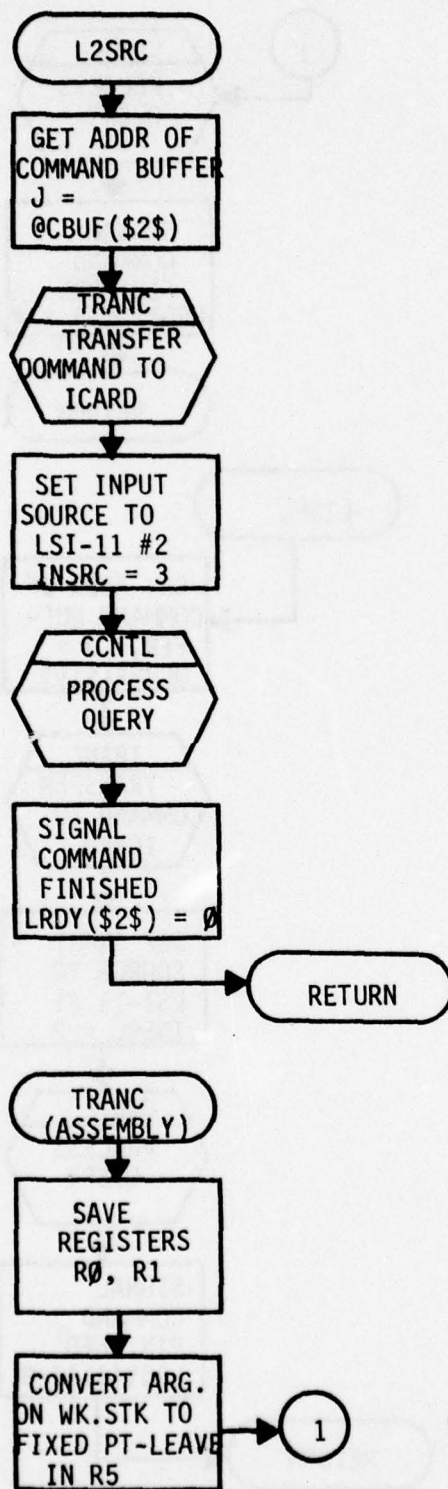 L2SRC
GET ADDR OF
COMMAND BUFFER
J =
@CBUF($2$)
TRANC
TRANSFER
DOMMAND TO
ICARD
SET INPUT
SOURCE TO
LSI-11 #2
INSRC = 3
CCNTL
PROCESS
QUERY
SIGNAL
COMMAND
FINISHED
LRDY($2$) = Ø
RETURN
TRANC
(ASSEMBLY)
SAVE
REGISTERS
RØ, R1
CONVERT ARG.
ON WK.STK TO
FIXED PT-LEAVE
IN R5
1